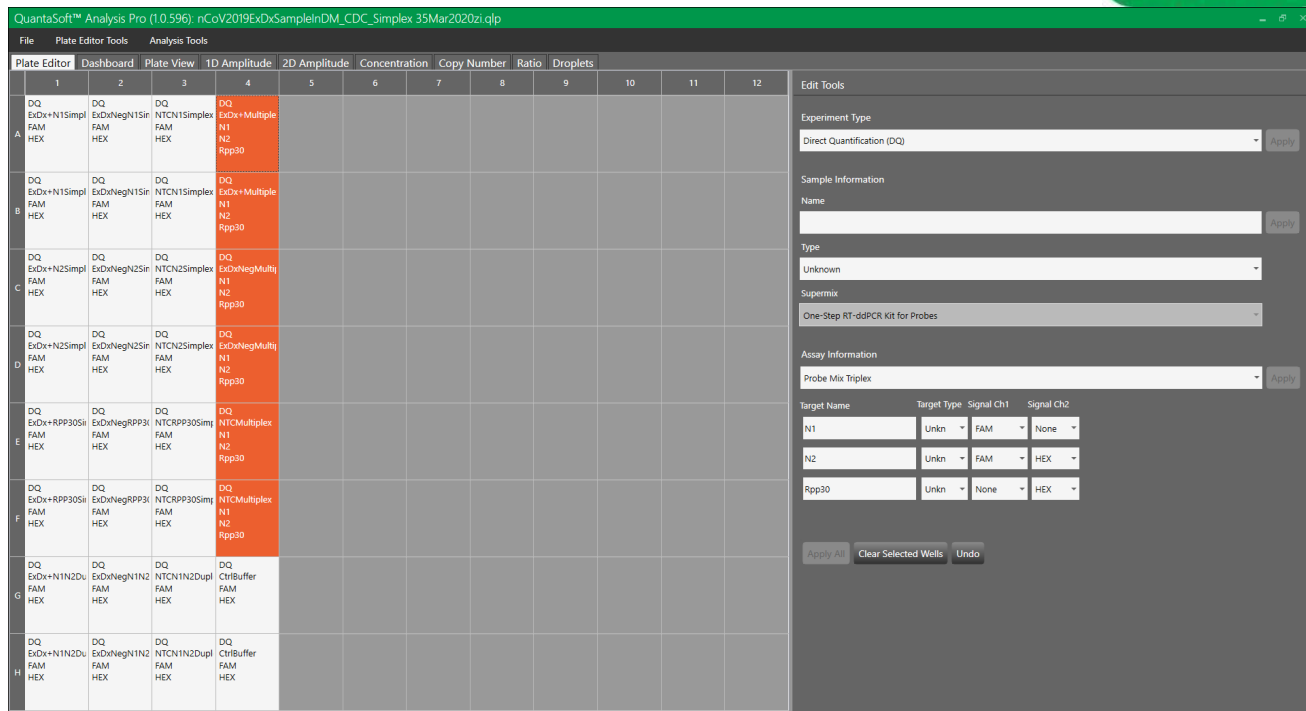 QuantaSoft™ Analysis Pro (1.0.596): nCoV2019ExDxSampleInDM_CDC_Simplex 35Mar2020zi.qlp
File Plate Editor Tools Analysis Tools
Plate Editor Dashboard Plate View 1D Amplitude 2D Amplitude Concentration Copy Number Ratio Droplets
1 2 3 4 5 6 7 8 9 10 11 12
A
DQ DQ DQ DQ
ExDx+N1Simpl ExDxNegN1Sin NTCN1Simplex ExDx+Multiple
FAM FAM FAM N1
HEX HEX HEX N2
Rpp30
B
DQ DQ DQ DQ
ExDx+N1Simpl ExDxNegN1Sin NTCN1Simplex ExDx+Multiple
FAM FAM FAM N1
HEX HEX HEX N2
Rpp30
C
DQ DQ DQ DQ
ExDx+N2Simpl ExDxNegN2Sin NTCN2Simplex ExDxNegMultip
FAM FAM FAM N1
HEX HEX HEX N2
Rpp30
D
DQ DQ DQ DQ
ExDx+N2Simpl ExDxNegN2Sin NTCN2Simplex ExDxNegMultip
FAM FAM FAM N1
HEX HEX HEX N2
Rpp30
E
DQ DQ DQ DQ
ExDx+RPP30Si ExDxNegRPP3( NTCRPP30Simp NTCMultiplex
FAM FAM FAM N1
HEX HEX HEX N2
Rpp30
F
DQ DQ DQ DQ
ExDx+RPP30Si ExDxNegRPP3( NTCRPP30Simp NTCMultiplex
FAM FAM FAM N1
HEX HEX HEX N2
Rpp30
G
DQ DQ DQ DQ
ExDx+N1N2Du ExDxNegN1N2 NTCN1N2Dupl CtrlBuffer
FAM FAM FAM FAM
HEX HEX HEX HEX
H
DQ DQ DQ DQ
ExDx+N1N2Du ExDxNegN1N2 NTCN1N2Dupl CtrlBuffer
FAM FAM FAM FAM
HEX HEX HEX HEX
Edit Tools
Experiment Type
Direct Quantification (DQ) Apply
Sample Information
Name
Apply
Type
Unknown
Supermix
One-Step RT-ddPCR Kit for Probes
Assay Information
Probe Mix Triplex Apply
Target Name Target Type Signal Ch1 Signal Ch2
N1 Unkn FAM None
N2 Unkn FAM HEX
Rpp30 Unkn None HEX
Apply All Clear Selected Wells Undo